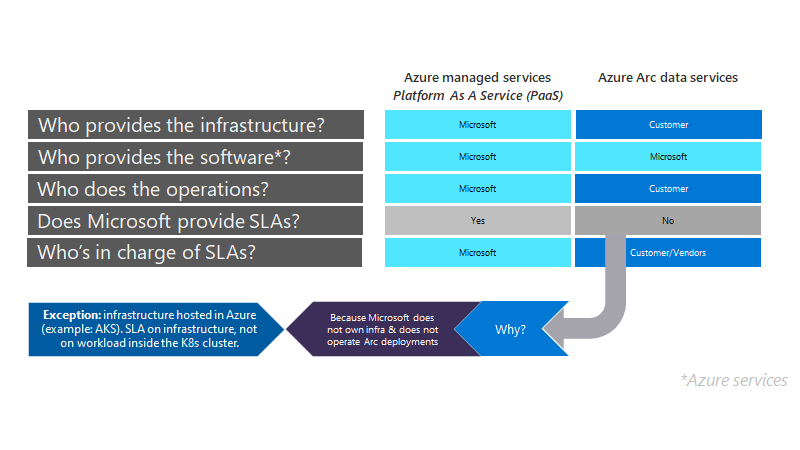 Azure managed services
Platform As A Service (PaaS)
Azure Arc data services
Who provides the infrastructure?
Microsoft
Customer
Who provides the software*?
Microsoft
Microsoft
Who does the operations?
Microsoft
Customer
Does Microsoft provide SLAs?
Yes
No
Who's in charge of SLAs?
Microsoft
Customer/Vendors
Exception: infrastructure hosted in Azure
(example: AKS). SLA on infrastructure, not
on workload inside the K8s cluster.
Because Microsoft does
not own infra & does not
operate Arc deployments
Why?
*Azure services